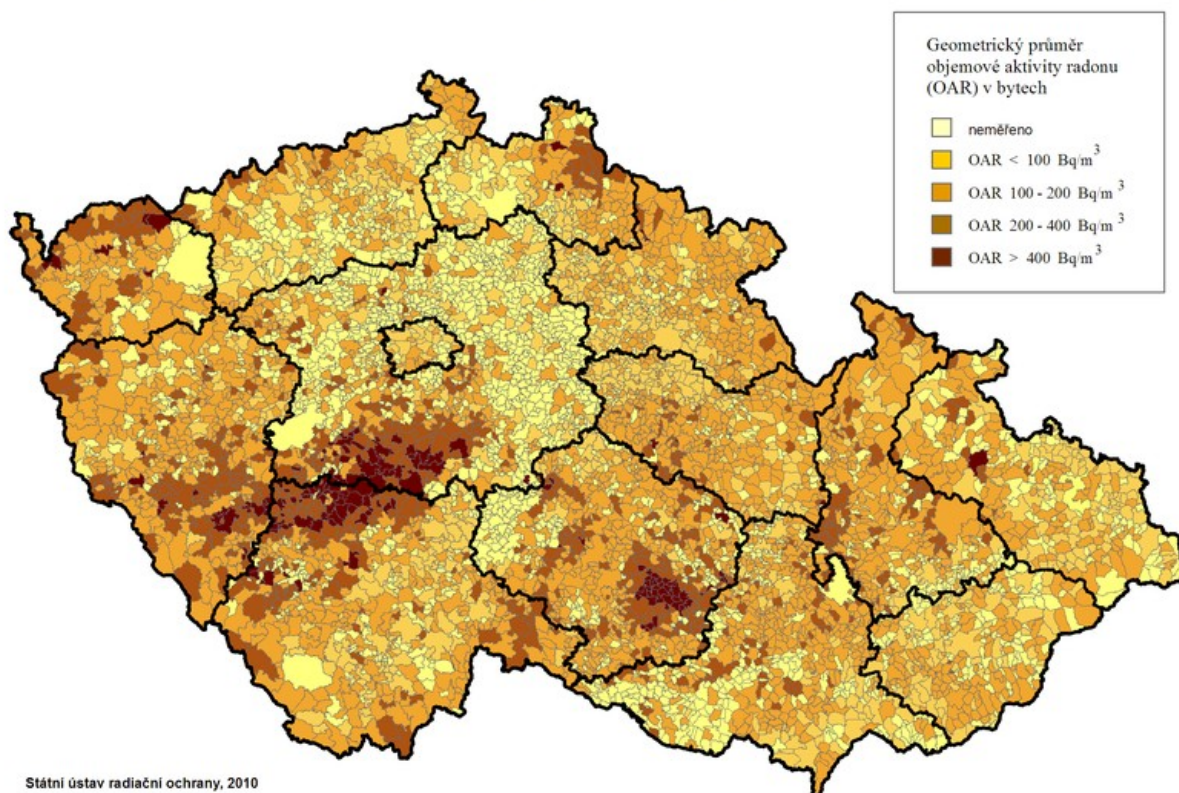 Geometrický průměr
objemové aktivity radonu
(OAR) v bytech
neměřeno
OAR < 100 Bq/m³
OAR 100 - 200 Bq/m³
OAR 200 - 400 Bq/m³
OAR > 400 Bq/m³
Státní ústav radiační ochrany, 2010